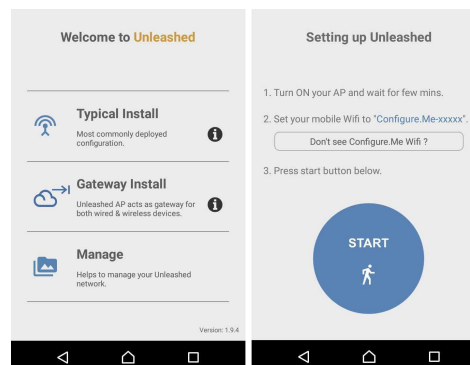 Welcome to Unleashed
Typical Install
Most commonly deployed
configuration.
Gateway Install
Unleashed AP acts as gateway for
both wired & wireless devices.
Manage
Helps to manage your Unleashed
network.
Version: 1.9.4
Setting up Unleashed
1. Turn ON your AP and wait for few mins.
2. Set your mobile Wifi to "Configure.Me-xxxxx".
Don't see Configure.Me Wifi ?
3. Press start button below.
START